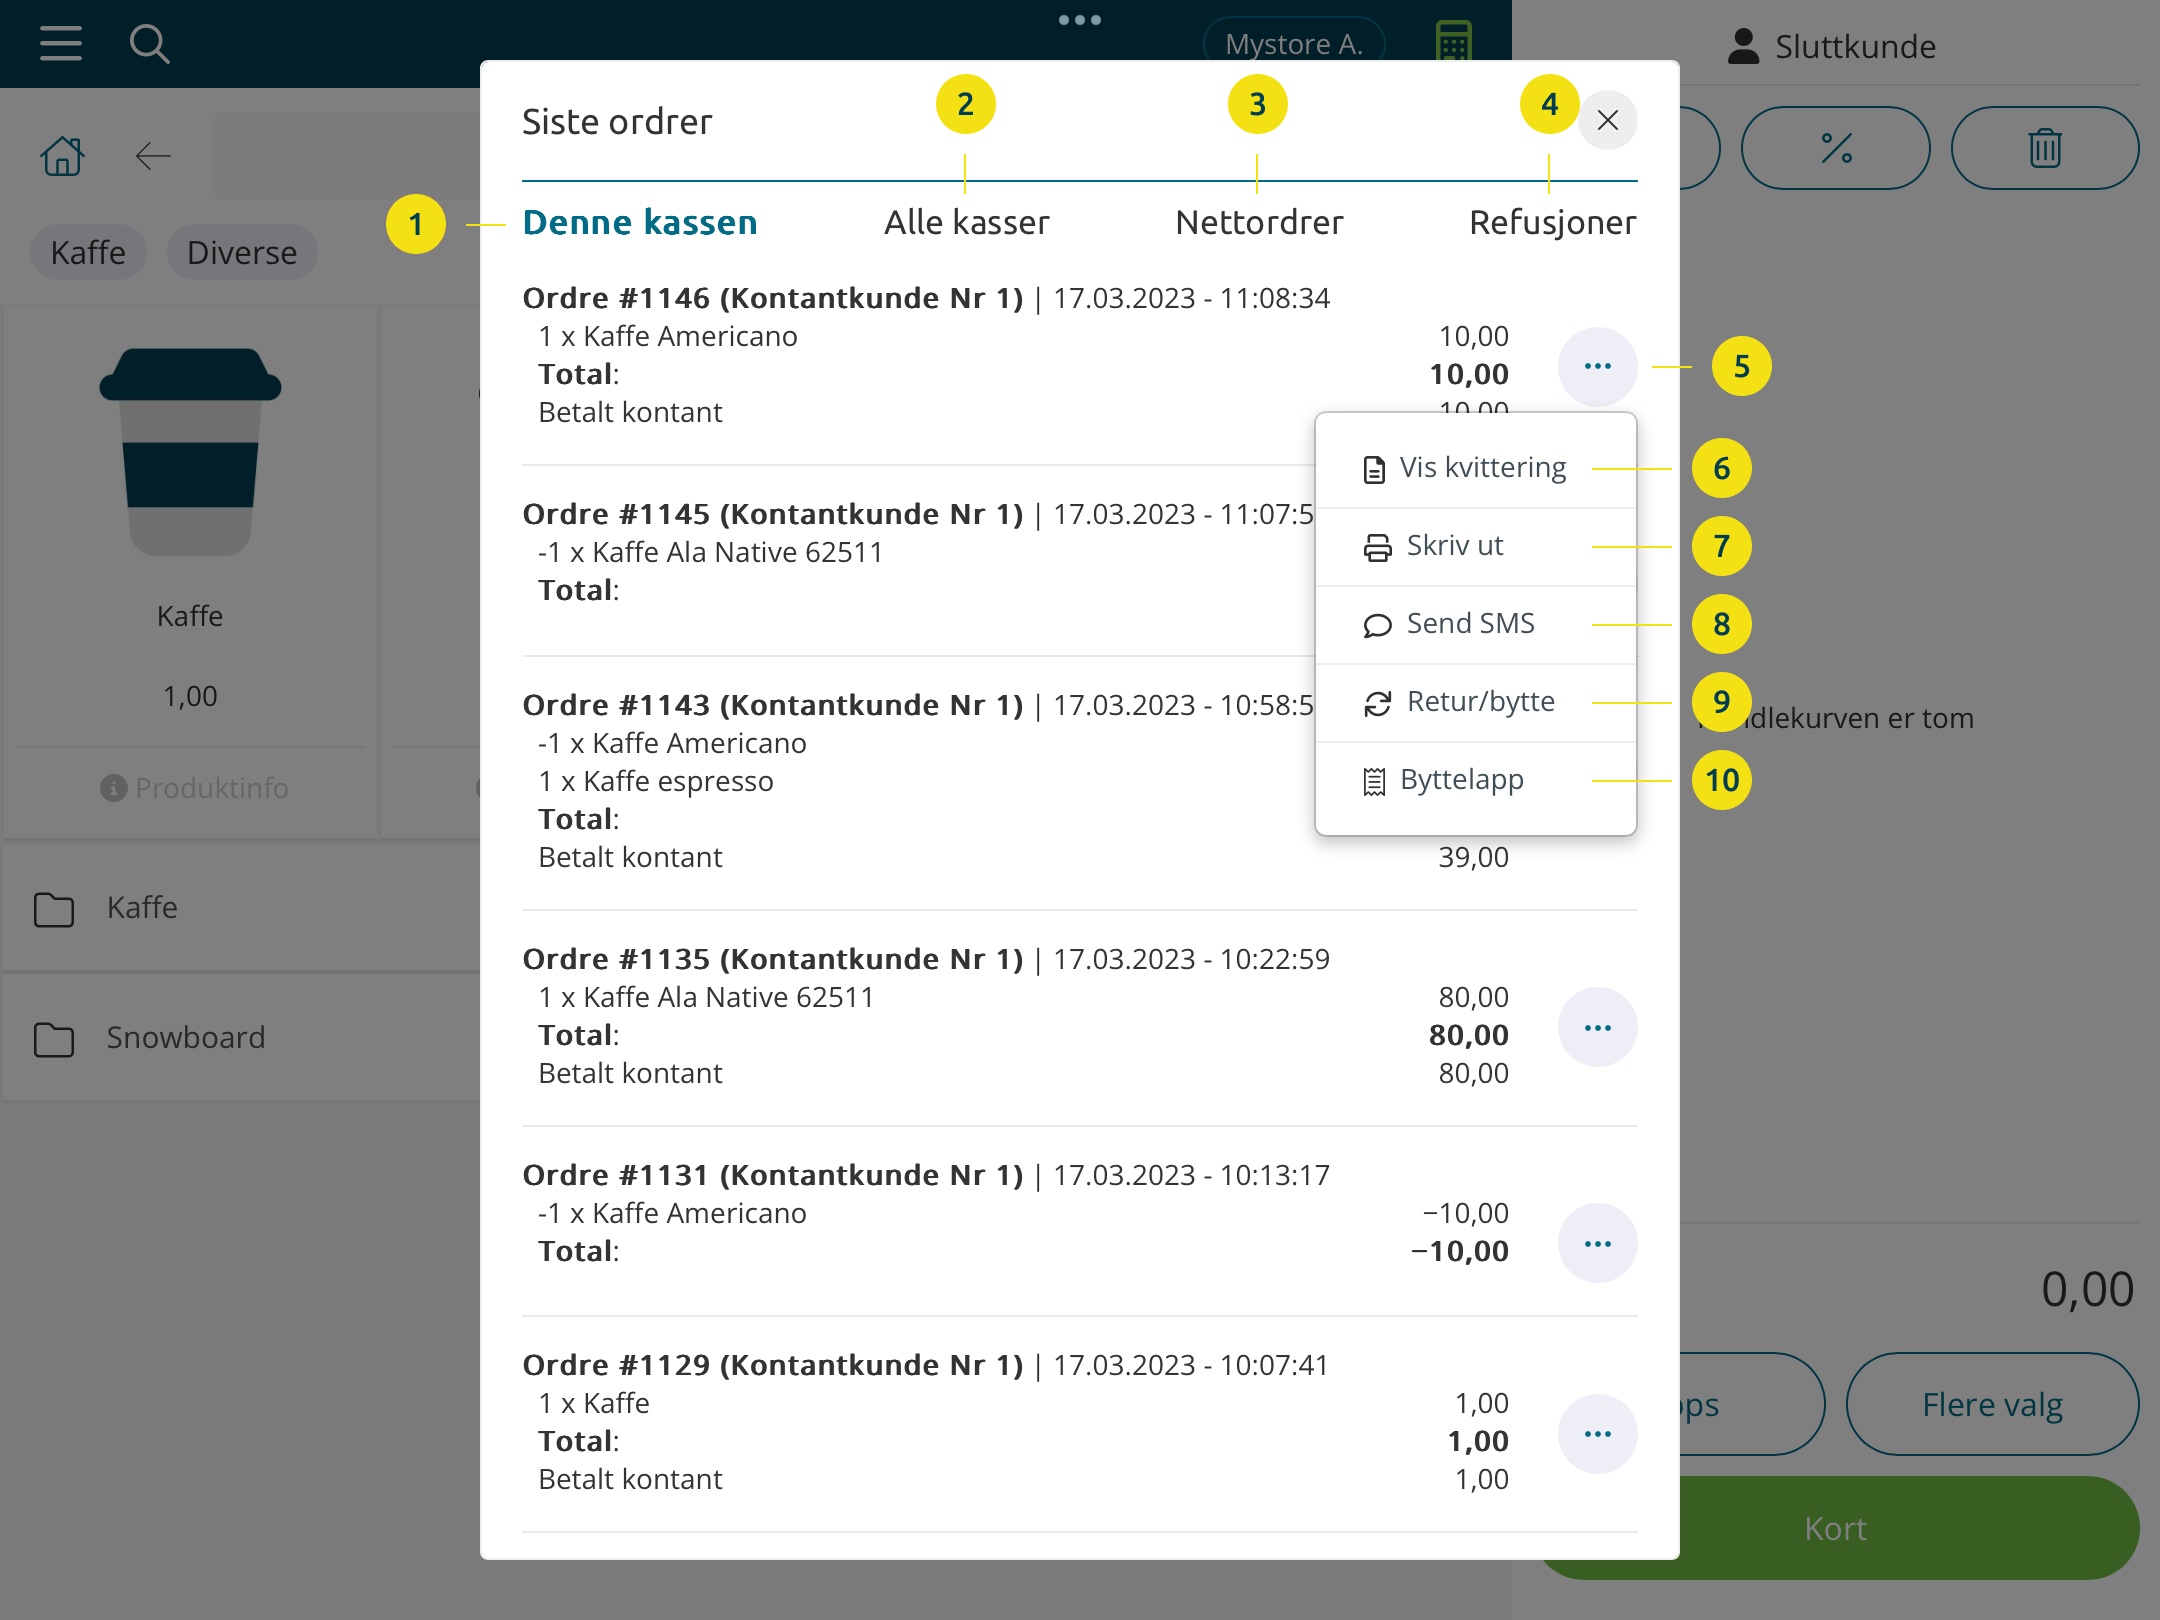 Mystore A.
Sluttkunde
Siste ordrer
2
3
4
1
Denne kassen
Alle kasser
Nettordrer
Refusjoner
Kaffe
Diverse
Ordre #1146 (Kontantkunde Nr 1) | 17.03.2023 - 11:08:34
1 x Kaffe Americano 10,00
Total: 10,00
Betalt kontant 10,00
5
Vis kvittering
6
Skriv ut
7
Send SMS
8
Retur/bytte
9
Byttelapp
10
Ordre #1145 (Kontantkunde Nr 1) | 17.03.2023 - 11:07:5
-1 x Kaffe Ala Native 62511
Total:
Ordre #1143 (Kontantkunde Nr 1) | 17.03.2023 - 10:58:5
-1 x Kaffe Americano
1 x Kaffe espresso
Total:
Betalt kontant 39,00
Ordre #1135 (Kontantkunde Nr 1) | 17.03.2023 - 10:22:59
1 x Kaffe Ala Native 62511 80,00
Total: 80,00
Betalt kontant 80,00
Ordre #1131 (Kontantkunde Nr 1) | 17.03.2023 - 10:13:17
-1 x Kaffe Americano −10,00
Total: −10,00
Ordre #1129 (Kontantkunde Nr 1) | 17.03.2023 - 10:07:41
1 x Kaffe 1,00
Total: 1,00
Betalt kontant 1,00
Kaffe
1,00
Produktinfo
Kaffe
Snowboard
er tom
0,00
Flere valg
Kort